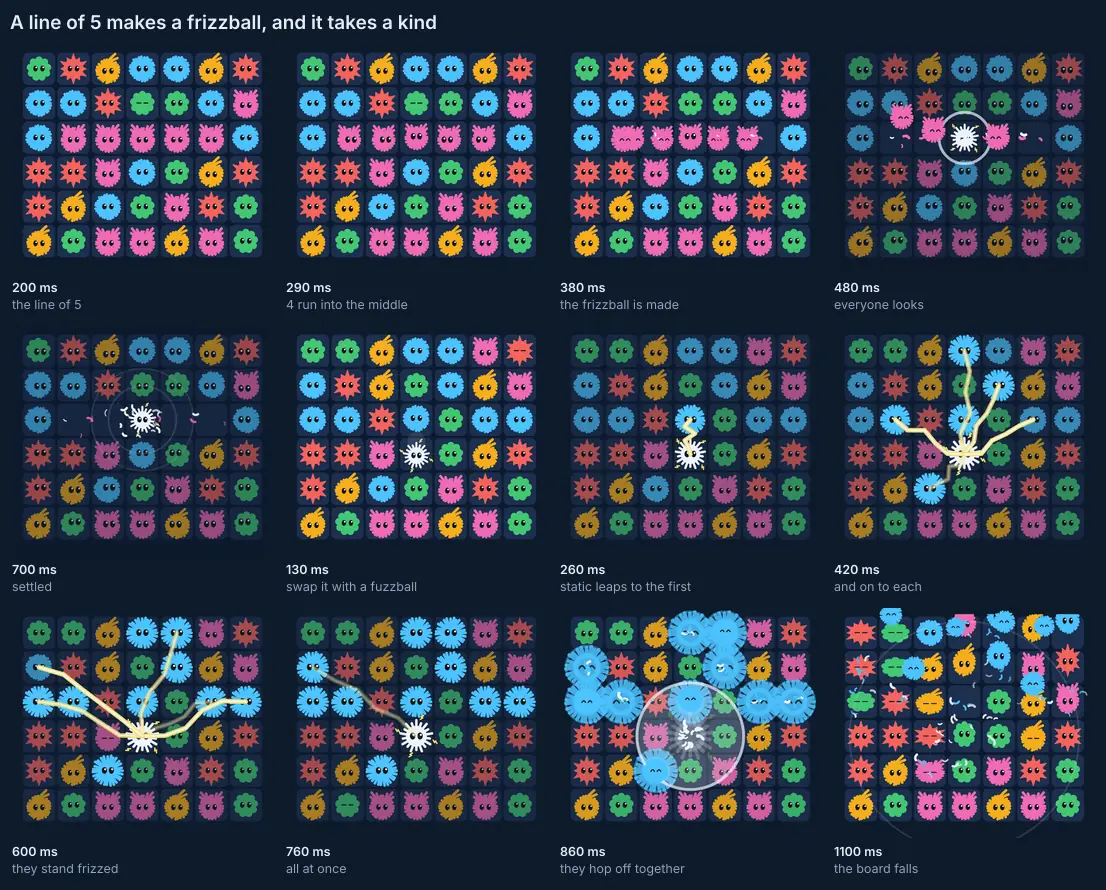 A line of 5 makes a frizzball, and it takes a kind
200 ms
the line of 5
290 ms
4 run into the middle
380 ms
the frizzball is made
480 ms
everyone looks
700 ms
settled
130 ms
swap it with a fuzzball
260 ms
static leaps to the first
420 ms
and on to each
600 ms
they stand frizzed
760 ms
all at once
860 ms
they hop off together
1100 ms
the board falls